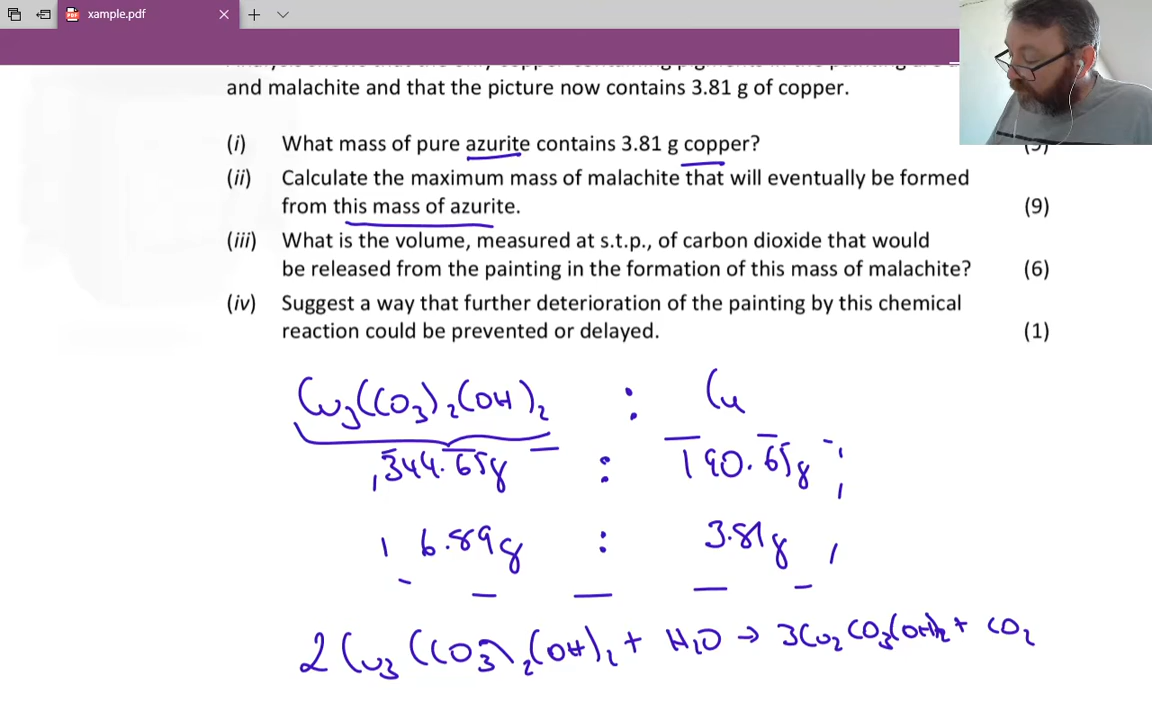 xample.pdf
and malachite and that the picture now contains 3.81 g of copper.
(i) What mass of pure azurite contains 3.81 g copper?
(ii) Calculate the maximum mass of malachite that will eventually be formed
from this mass of azurite. (9)
(iii) What is the volume, measured at s.t.p., of carbon dioxide that would
be released from the painting in the formation of this mass of malachite? (6)
(iv) Suggest a way that further deterioration of the painting by this chemical
reaction could be prevented or delayed. (1)
Cu₃(CO₃)₂(OH)₂ : Cu
344.65g : 190.65g
6.89g : 3.81g
2Cu₃(CO₃)₂(OH)₂ + H₂O → 3Cu₂CO₃(OH)₂ + CO₂